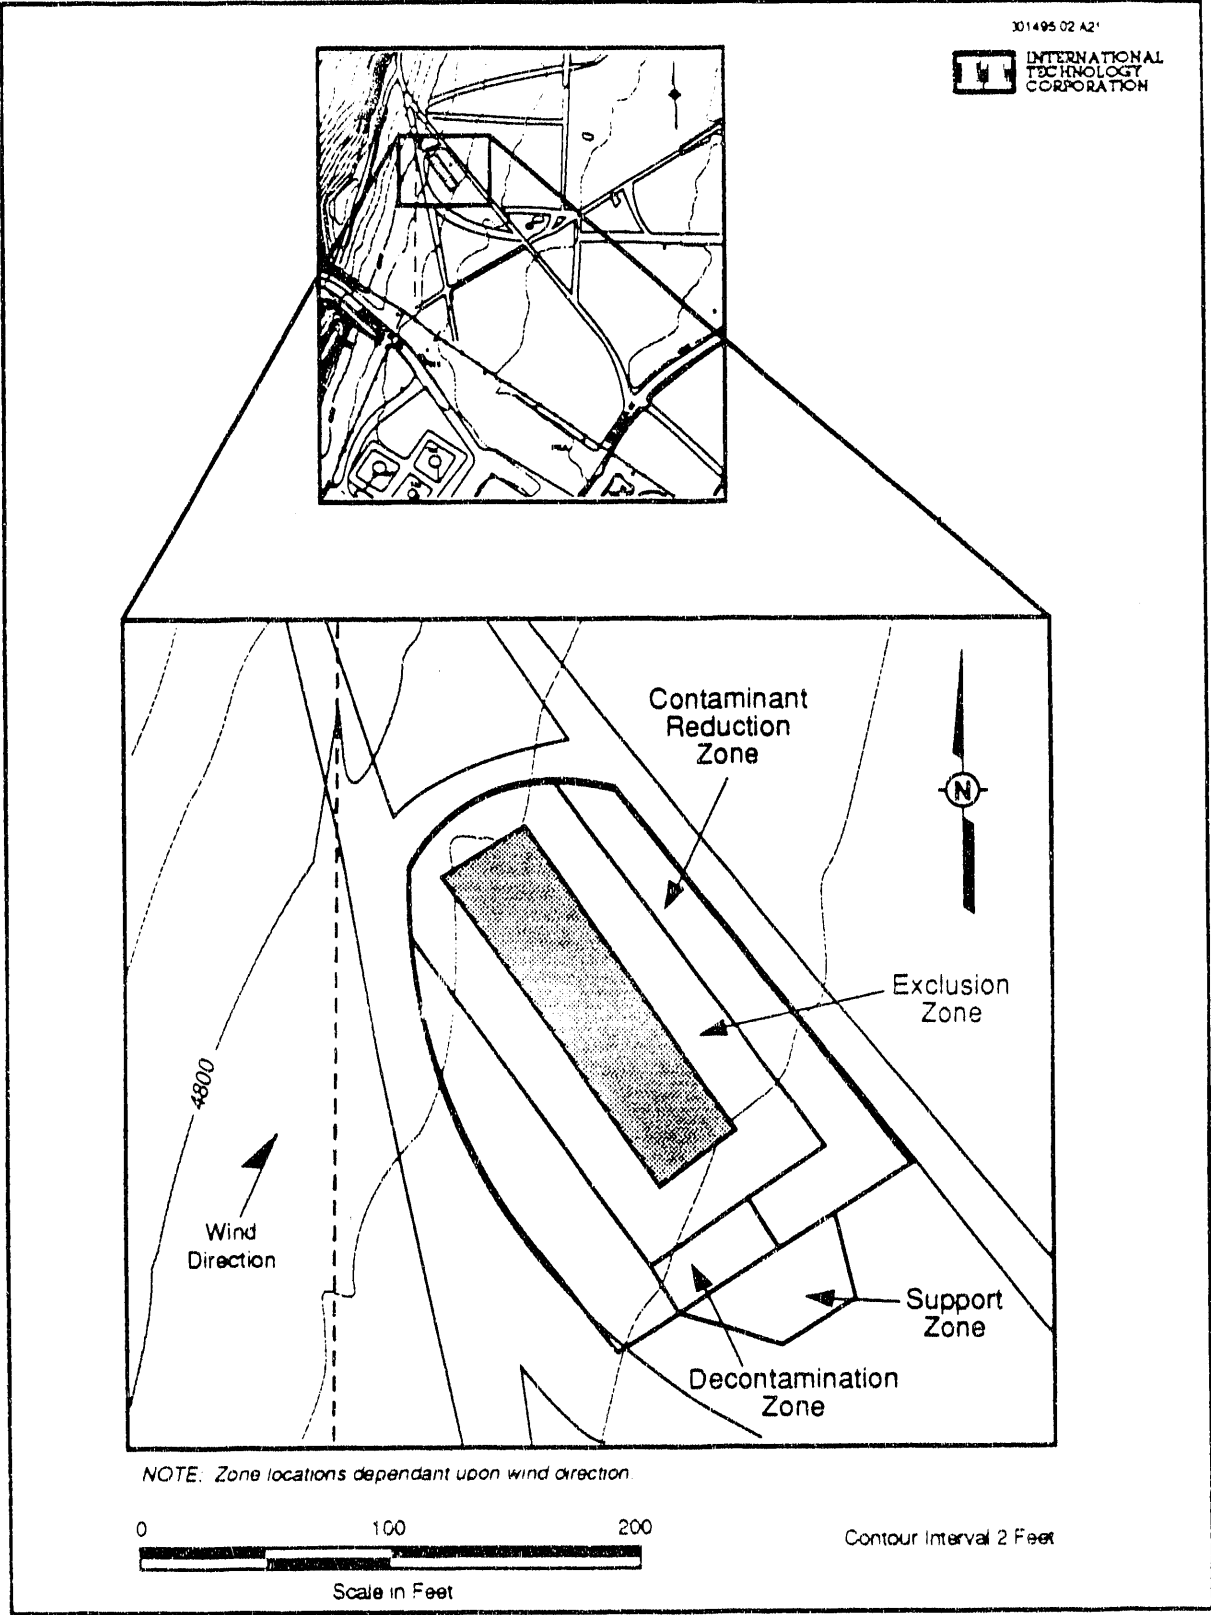 301495.02 A21
INTERNATIONAL
TECHNOLOGY
CORPORATION
Contaminant
Reduction
Zone
N
Exclusion
Zone
4800
Wind
Direction
Support
Zone
Decontamination
Zone
NOTE: Zone locations dependant upon wind direction.
0 100 200
Scale in Feet
Contour Interval 2 Feet